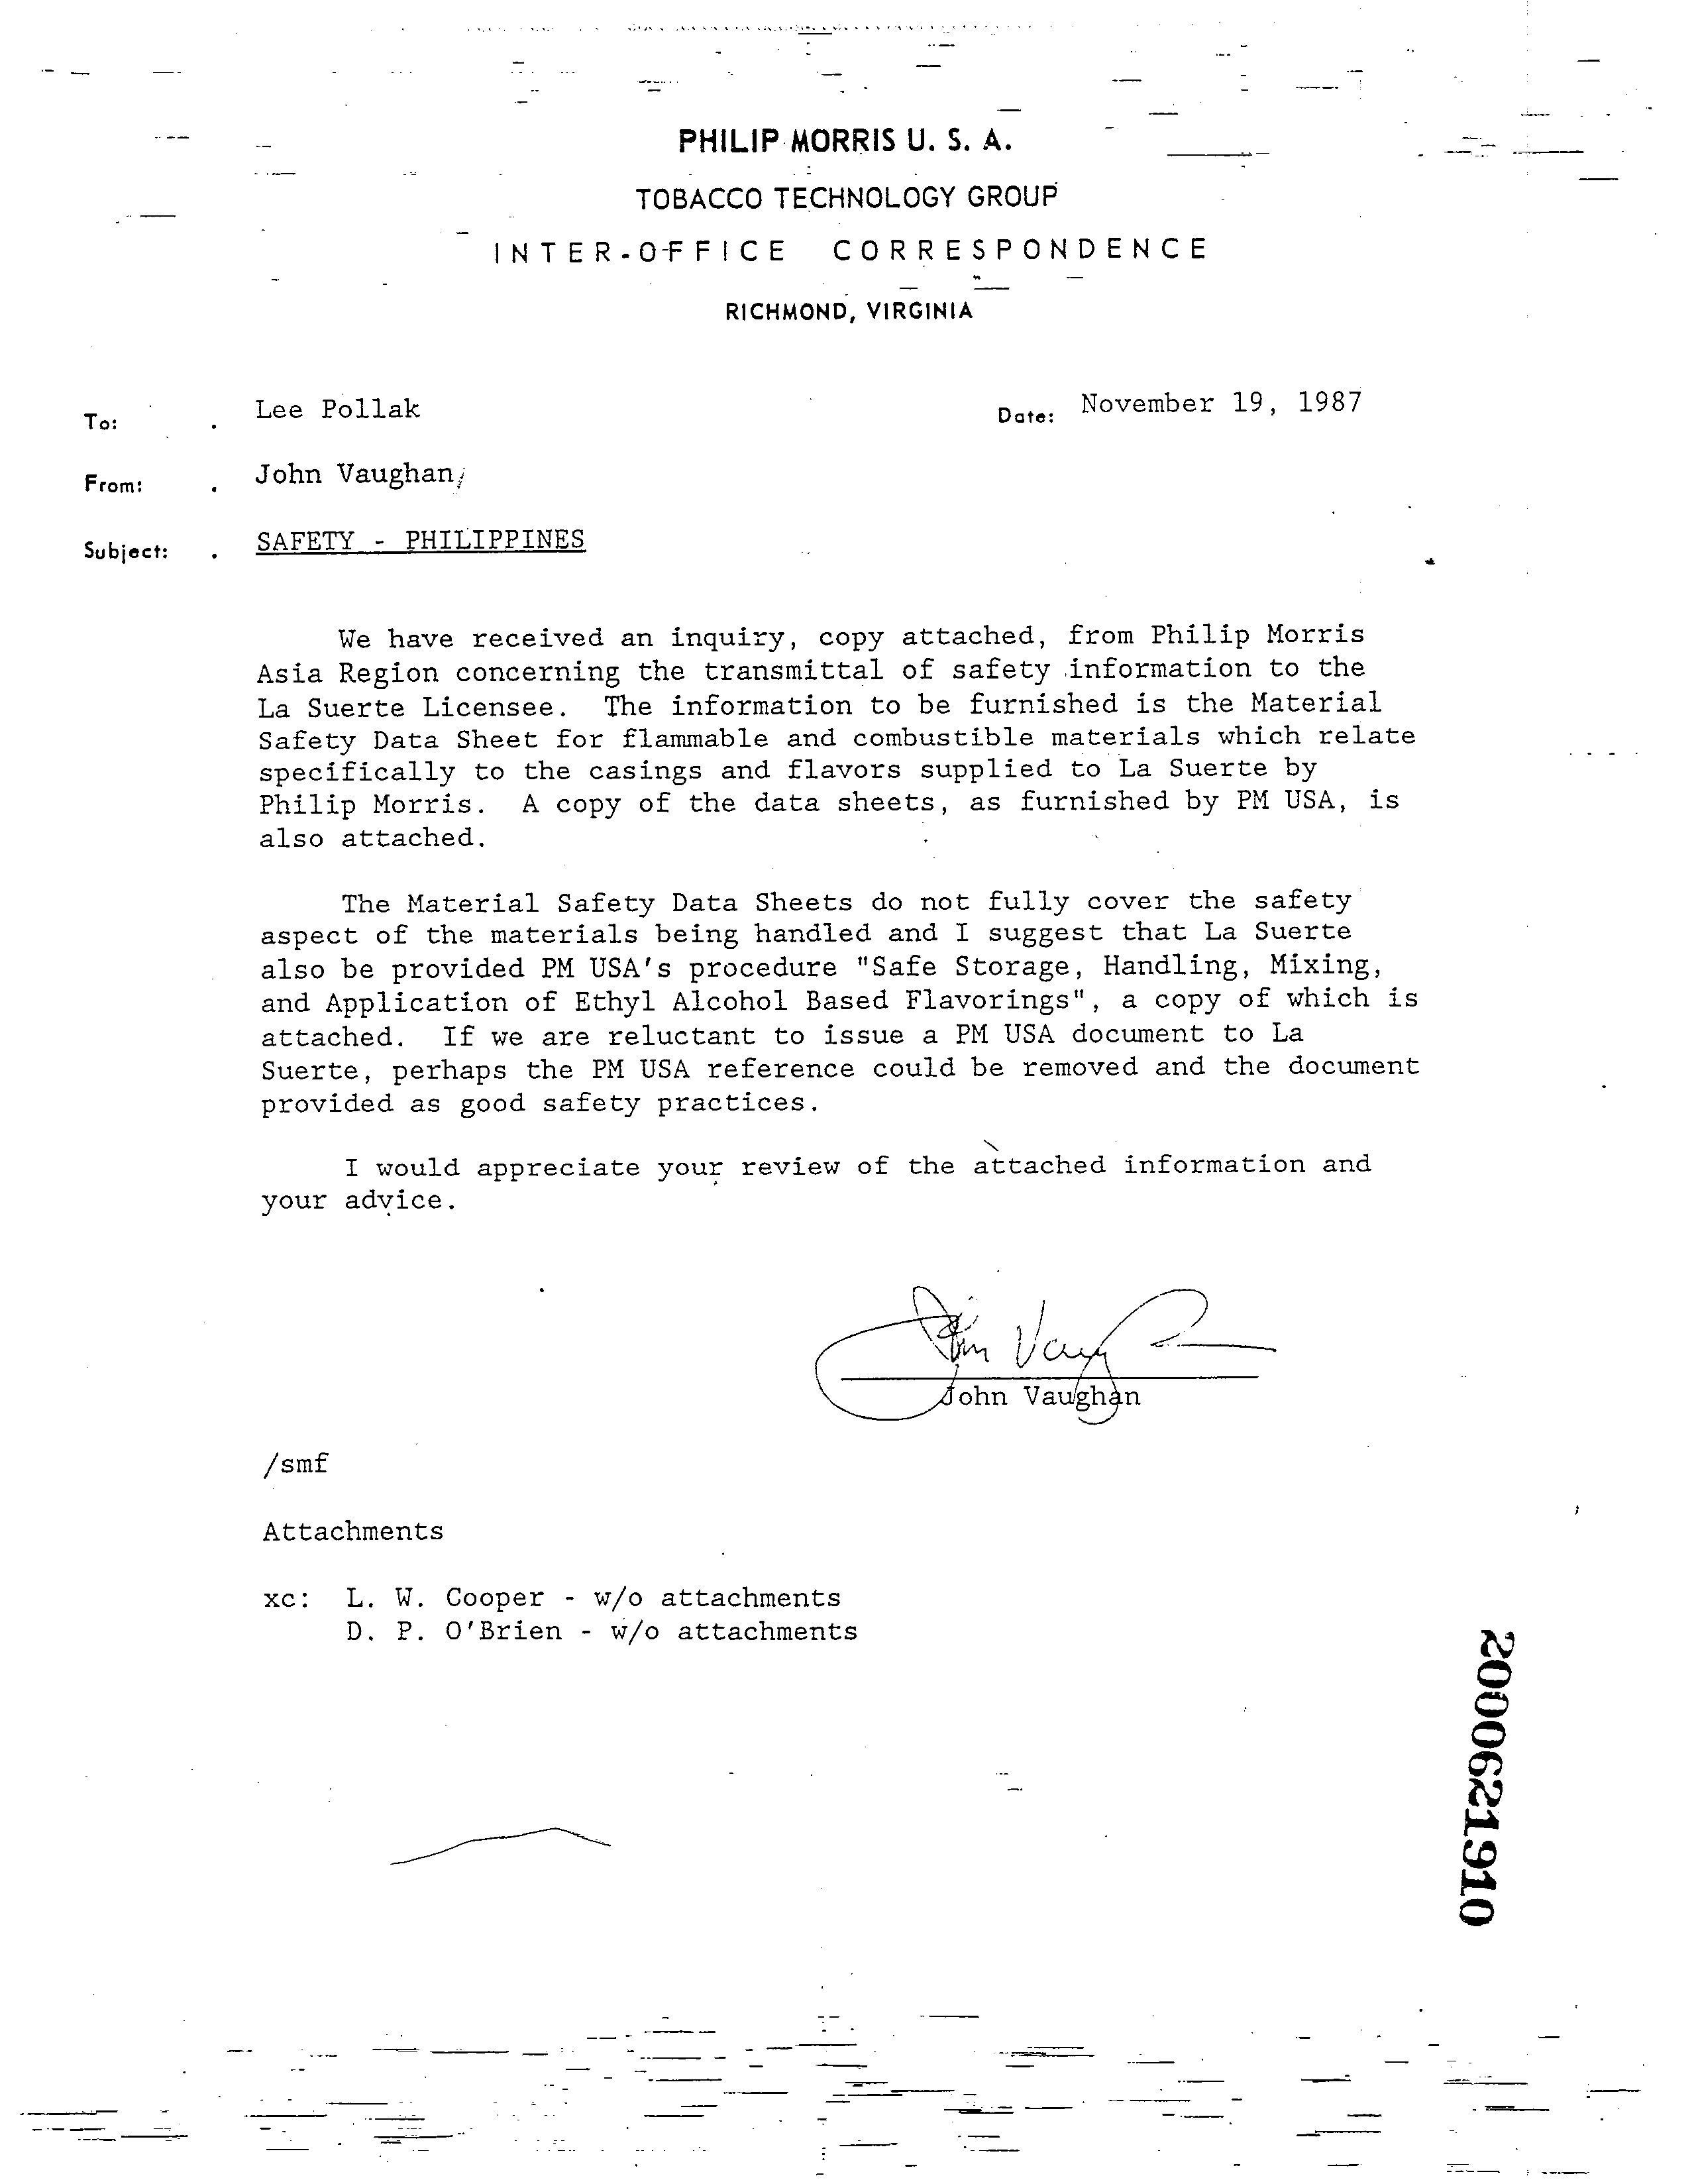 PHILIP MORRIS U. S. A.
TOBACCO TECHNOLOGY GROUP
INTER-OFFICE CORRESPONDENCE
RICHMOND, VIRGINIA
To: . Lee Pollak Date: November 19, 1987
From: . John Vaughan
Subject: . SAFETY - PHILIPPINES
We have received an inquiry, copy attached, from Philip Morris
Asia Region concerning the transmittal of safety information to the
La Suerte Licensee. The information to be furnished is the Material
Safety Data Sheet for flammable and combustible materials which relate
specifically to the casings and flavors supplied to La Suerte by
Philip Morris. A copy of the data sheets, as furnished by PM USA, is
also attached.
The Material Safety Data Sheets do not fully cover the safety
aspect of the materials being handled and I suggest that La Suerte
also be provided PM USA's procedure "Safe Storage, Handling, Mixing,
and Application of Ethyl Alcohol Based Flavorings", a copy of which is
attached. If we are reluctant to issue a PM USA document to La
Suerte, perhaps the PM USA reference could be removed and the document
provided as good safety practices.
I would appreciate your review of the attached information and
your advice.
John Vaughan
/smf
Attachments
xc: L. W. Cooper - w/o attachments
D. P. O'Brien - w/o attachments
2000621910